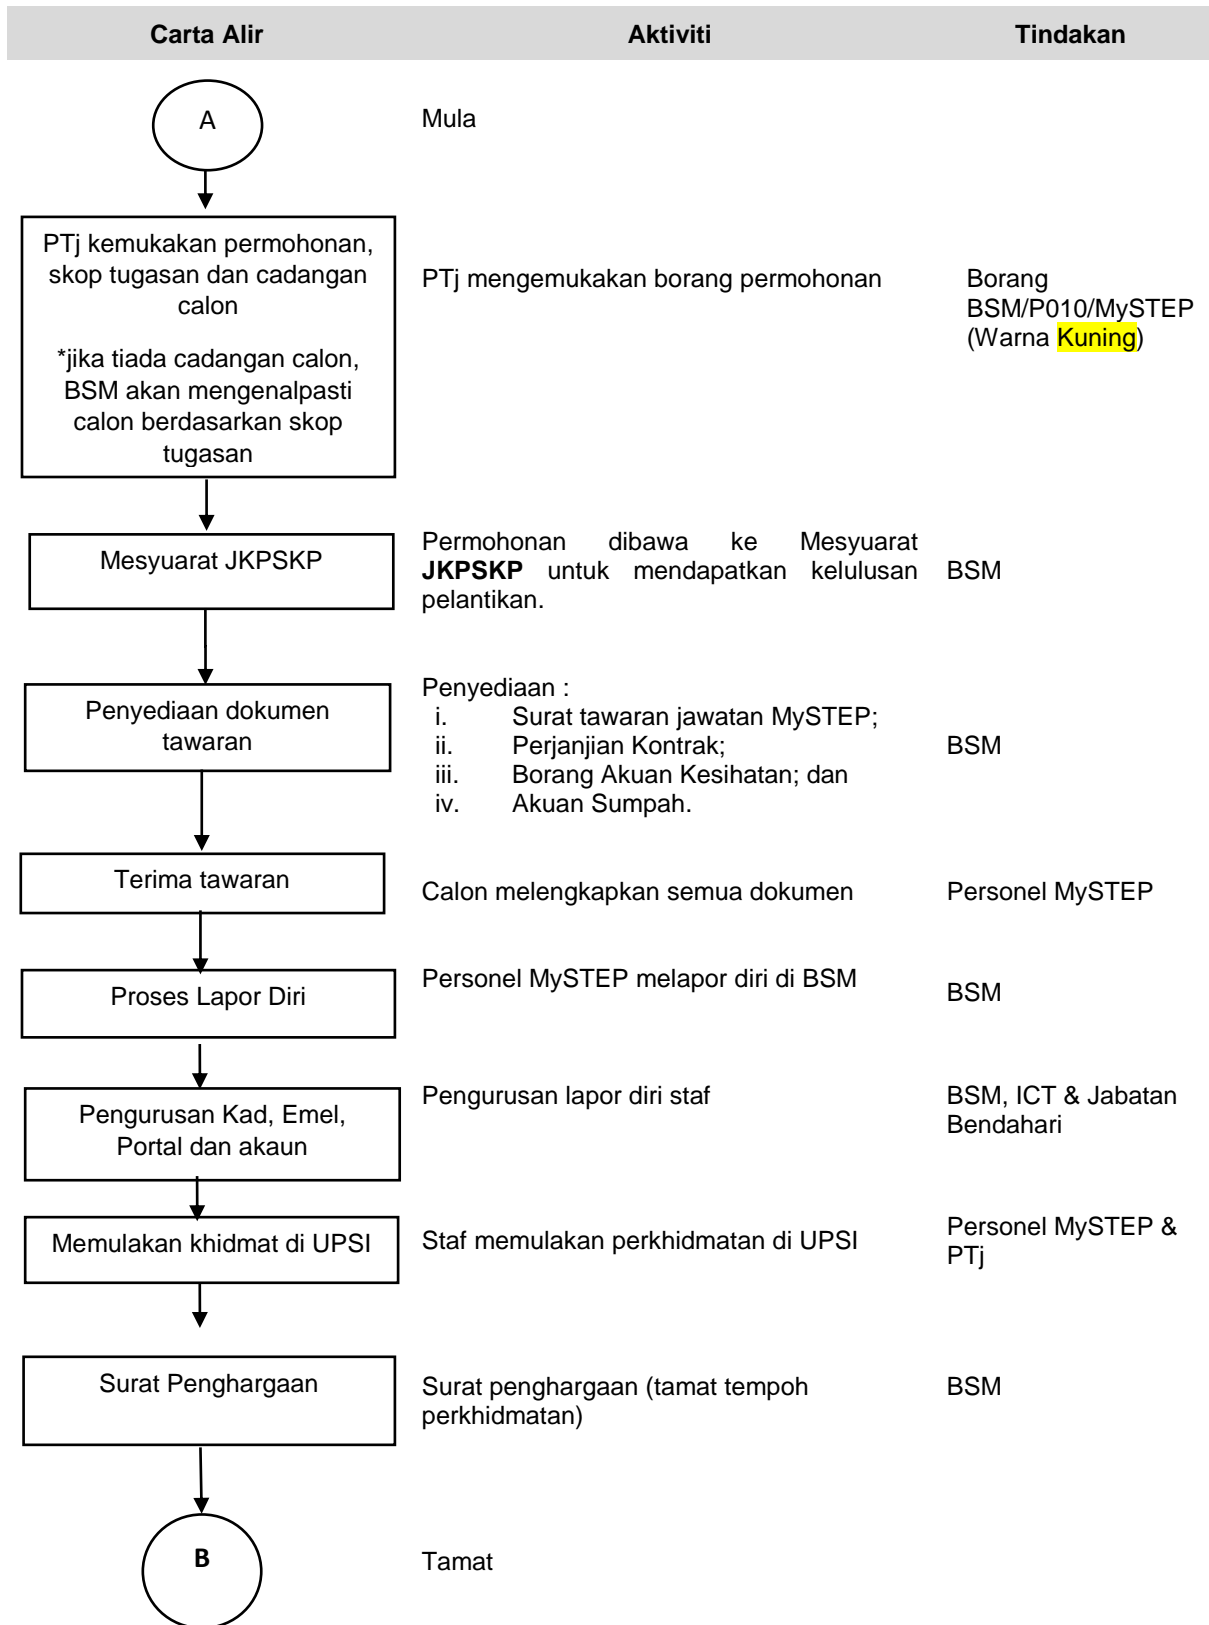 Carta Alir Aktiviti Tindakan
A
Mula
PTj kemukakan permohonan,
skop tugasan dan cadangan
calon
*jika tiada cadangan calon,
BSM akan mengenalpasti
calon berdasarkan skop
tugasan
PTj mengemukakan borang permohonan
Borang
BSM/P010/MySTEP
(Warna Kuning)
Mesyuarat JKPSKP
Permohonan dibawa ke Mesyuarat
JKPSKP untuk mendapatkan kelulusan
pelantikan.
BSM
Penyediaan dokumen
tawaran
Penyediaan :
i. Surat tawaran jawatan MySTEP;
ii. Perjanjian Kontrak;
iii. Borang Akuan Kesihatan; dan
iv. Akuan Sumpah.
BSM
Terima tawaran
Calon melengkapkan semua dokumen
Personel MySTEP
Proses Lapor Diri
Personel MySTEP melapor diri di BSM
BSM
Pengurusan Kad, Emel,
Portal dan akaun
Pengurusan lapor diri staf
BSM, ICT & Jabatan
Bendahari
Memulakan khidmat di UPSI
Staf memulakan perkhidmatan di UPSI
Personel MySTEP &
PTj
Surat Penghargaan
Surat penghargaan (tamat tempoh
perkhidmatan)
BSM
B
Tamat